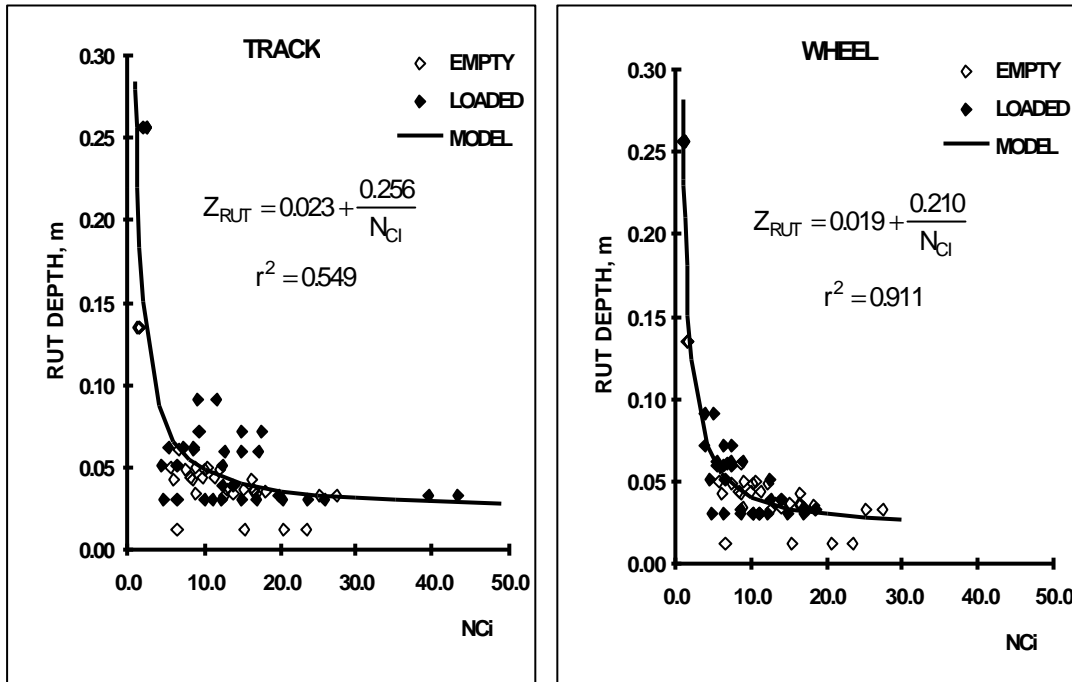 TRACK
0.30
0.25
0.20
0.15
0.10
0.05
0.00
RUT DEPTH, m
EMPTY
LOADED
MODEL
Z_RUT = 0.023 + 0.256/N_CI
r² = 0.549
0.0 10.0 20.0 30.0 40.0 50.0
NCi
WHEEL
0.30
0.25
0.20
0.15
0.10
0.05
0.00
RUT DEPTH, m
EMPTY
LOADED
MODEL
Z_RUT = 0.019 + 0.210/N_CI
r² = 0.911
0.0 10.0 20.0 30.0 40.0 50.0
NCi